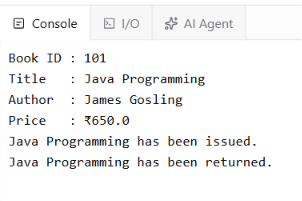 Console I/O AI Agent
Book ID : 101
Title   : Java Programming
Author  : James Gosling
Price   : ₹650.0
Java Programming has been issued.
Java Programming has been returned.